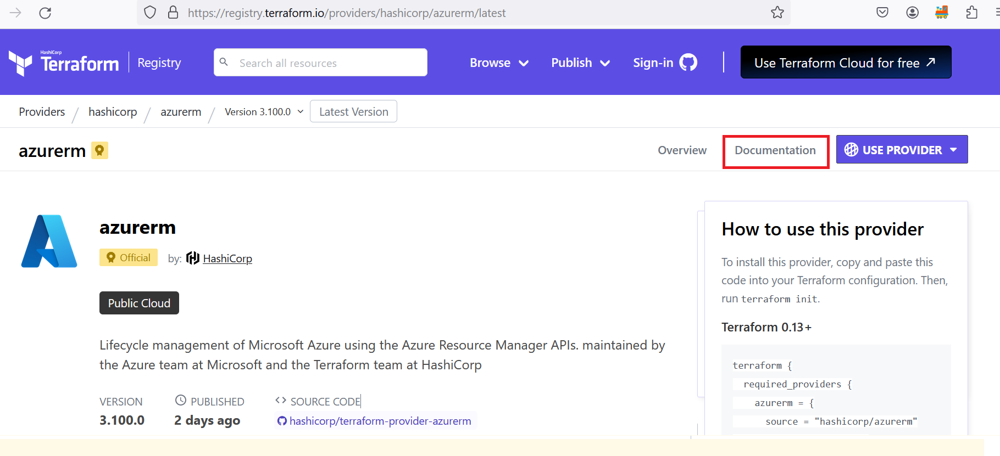 https://registry.terraform.io/providers/hashicorp/azurerm/latest
HashiCorp
Terraform
Registry
Search all resources
Browse
Publish
Sign-in
Use Terraform Cloud for free
Providers / hashicorp / azurerm / Version 3.100.0
Latest Version
azurerm
Overview
Documentation
USE PROVIDER
azurerm
Official
by: HashiCorp
Public Cloud
Lifecycle management of Microsoft Azure using the Azure Resource Manager APIs. maintained by
the Azure team at Microsoft and the Terraform team at HashiCorp
VERSION
3.100.0
PUBLISHED
2 days ago
<> SOURCE CODE
hashicorp/terraform-provider-azurerm
How to use this provider
To install this provider, copy and paste this
code into your Terraform configuration. Then,
run terraform init.
Terraform 0.13+
terraform {
required_providers {
azurerm = {
source = "hashicorp/azurerm"